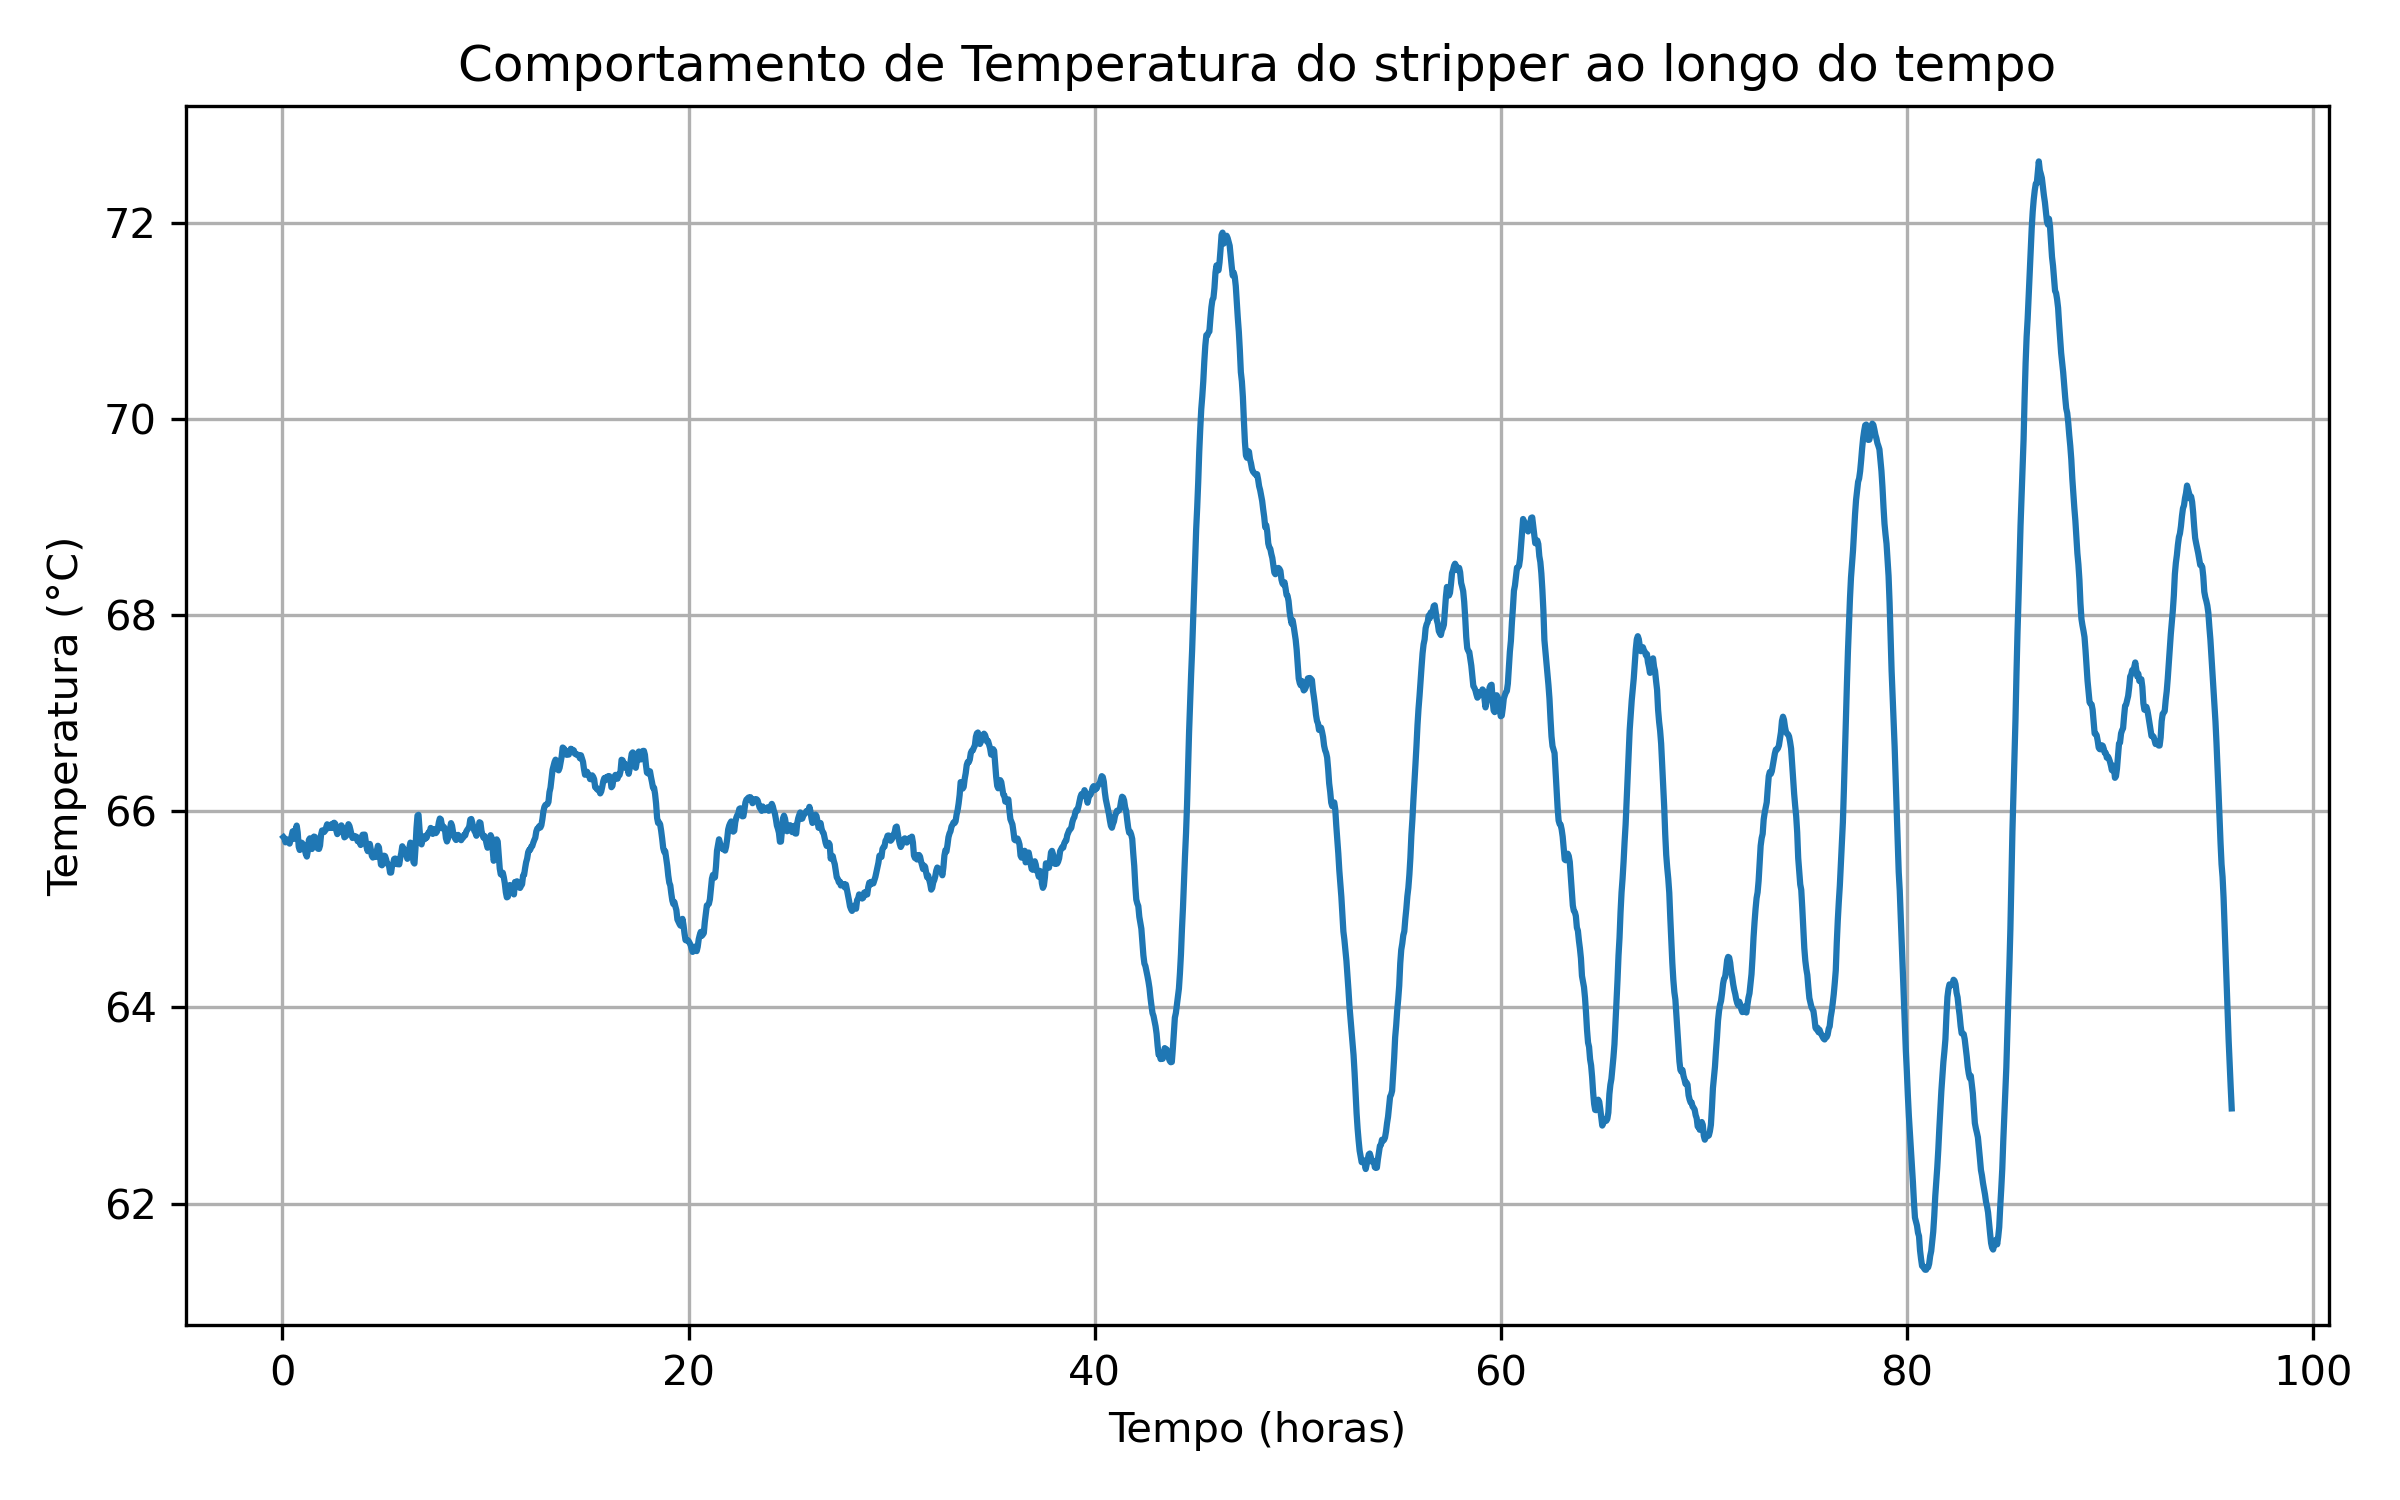 Comportamento de Temperatura do stripper ao longo do tempo
Temperatura (°C)
72
70
68
66
64
62
0 20 40 60 80 100
Tempo (horas)